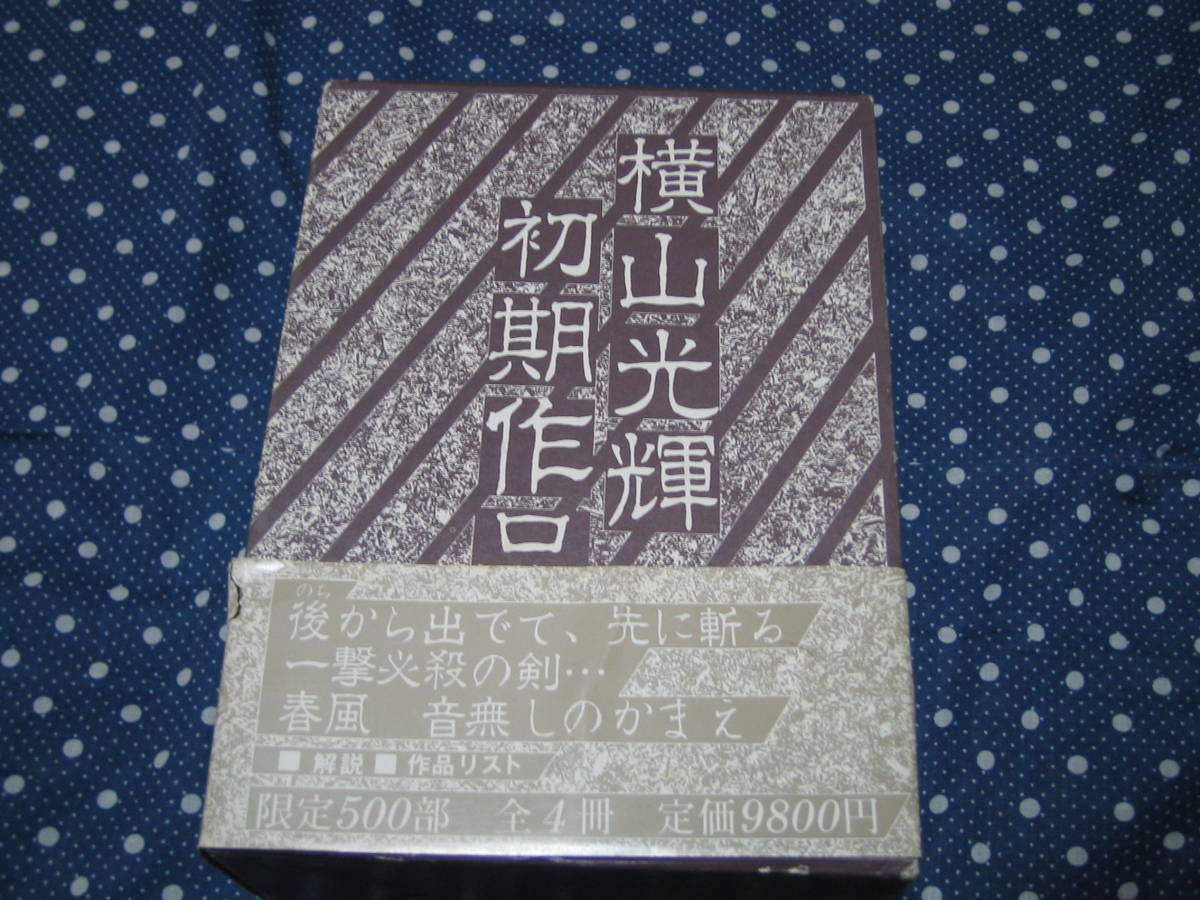 横山光輝
初期作
のち
後から出でて、先に斬る
一撃必殺の剣…
春風 音無しのかまえ
■解説■作品リスト
限定500部 全4冊 定価9800円